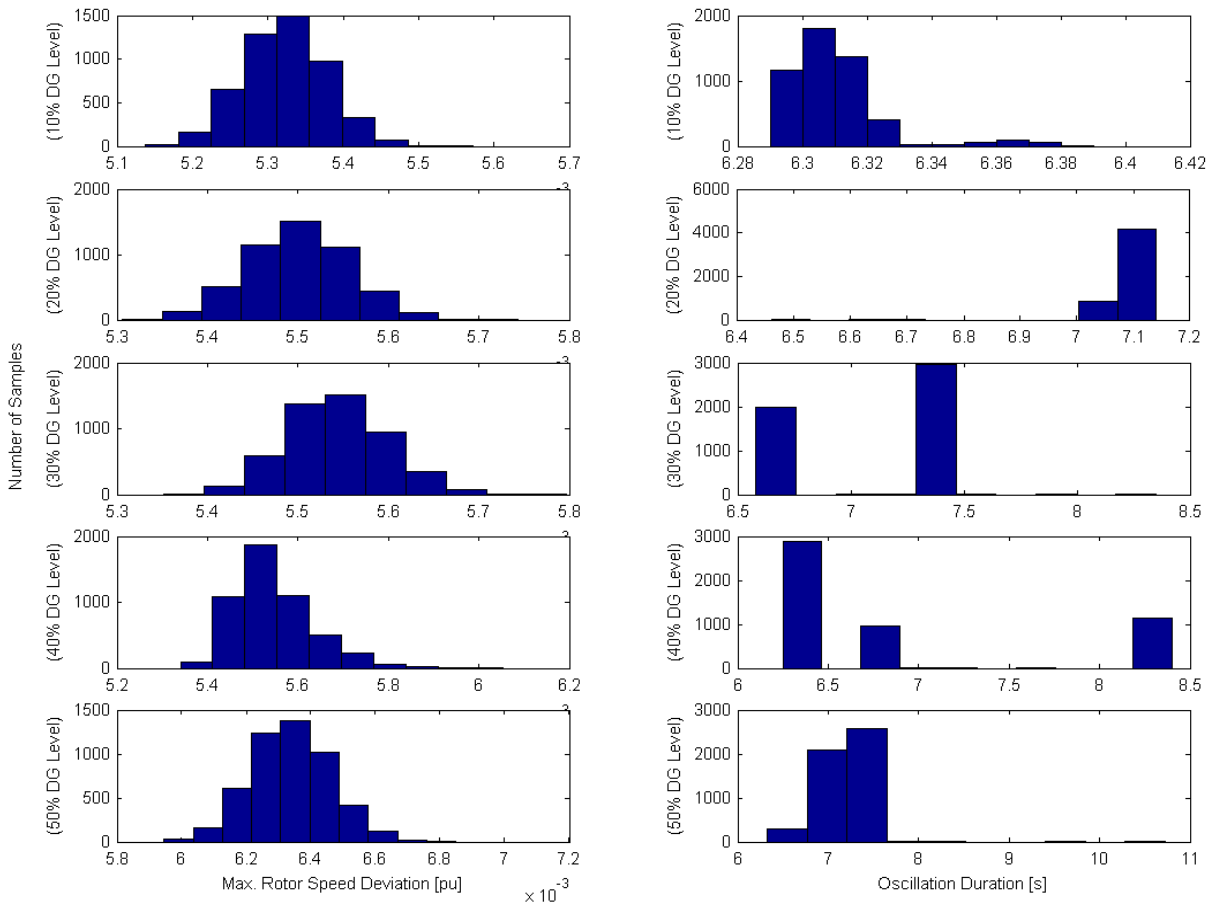 Number of Samples
(10% DG Level)
1500
1000
500
0
5.1 5.2 5.3 5.4 5.5 5.6 5.7
(10% DG Level)
2000
1000
0
6.28 6.3 6.32 6.34 6.36 6.38 6.4 6.42
(20% DG Level)
2000
1000
0
5.3 5.4 5.5 5.6 5.7 5.8
(20% DG Level)
6000
4000
2000
0
6.4 6.5 6.6 6.7 6.8 6.9 7 7.1 7.2
(30% DG Level)
2000
1000
0
5.3 5.4 5.5 5.6 5.7 5.8
(30% DG Level)
3000
2000
1000
0
6.5 7 7.5 8 8.5
(40% DG Level)
2000
1000
0
5.2 5.4 5.6 5.8 6 6.2
(40% DG Level)
3000
2000
1000
0
6 6.5 7 7.5 8 8.5
(50% DG Level)
1500
1000
500
0
5.8 6 6.2 6.4 6.6 6.8 7 7.2
Max. Rotor Speed Deviation [pu]
x 10-3
(50% DG Level)
3000
2000
1000
0
6 7 8 9 10 11
Oscillation Duration [s]